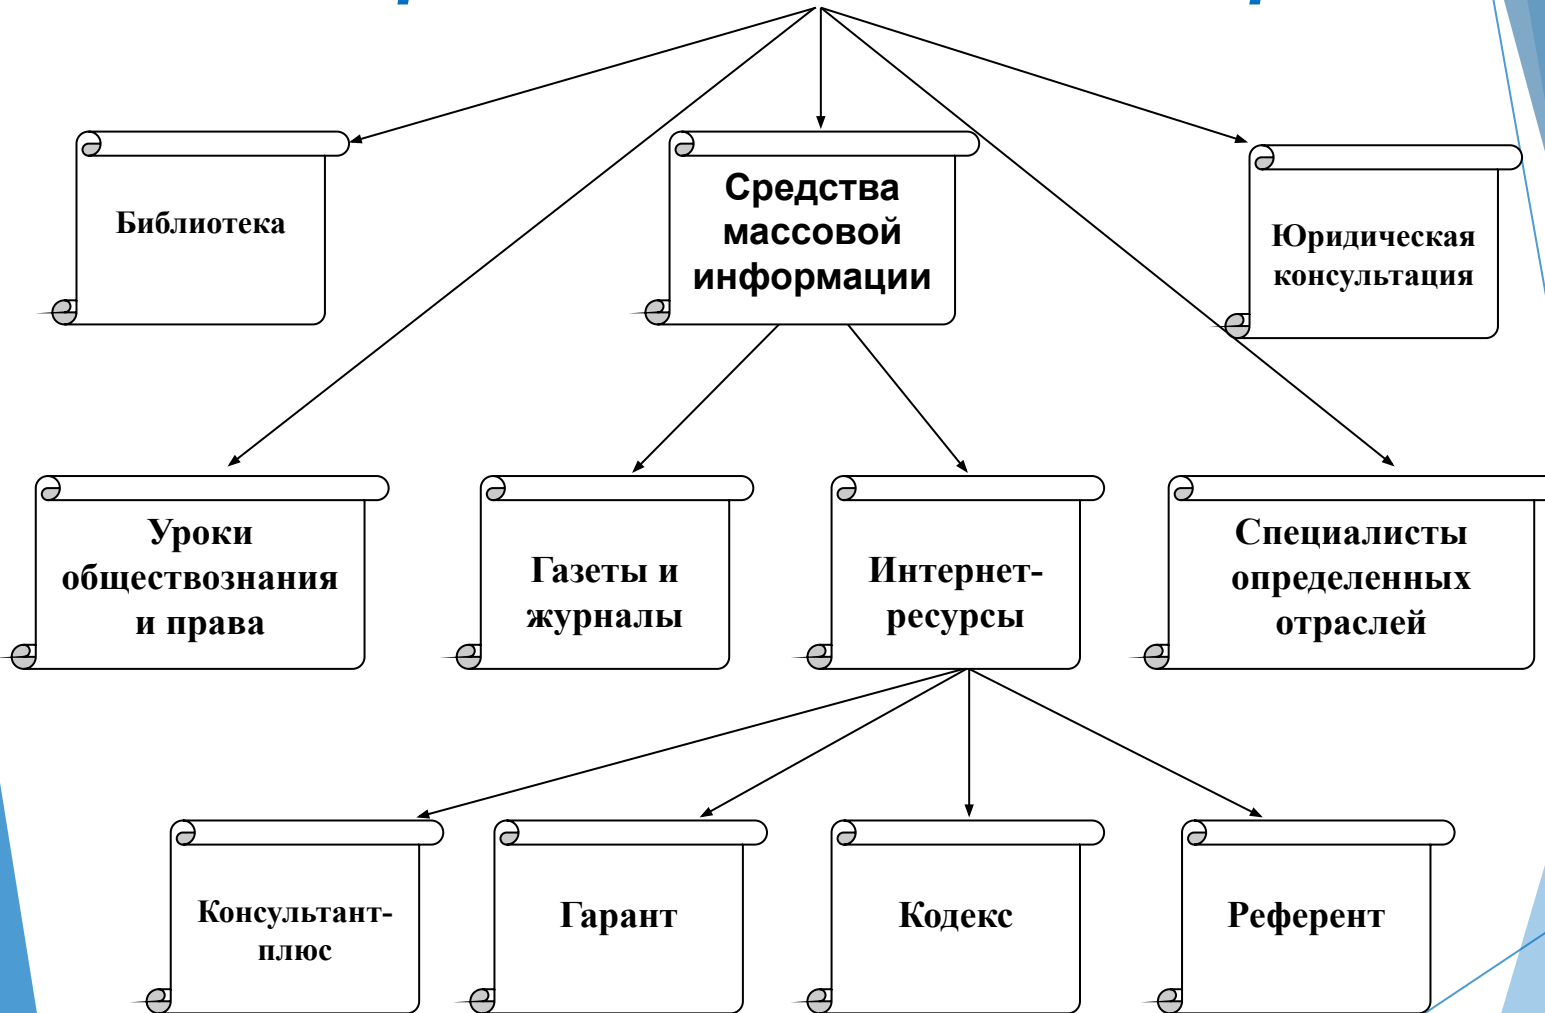 Библиотека
Средства
массовой
информации
Юридическая
консультация
Уроки
обществознания
и права
Газеты и
журналы
Интернет-
ресурсы
Специалисты
определенных
отраслей
Консультант-
плюс
Гарант
Кодекс
Референт